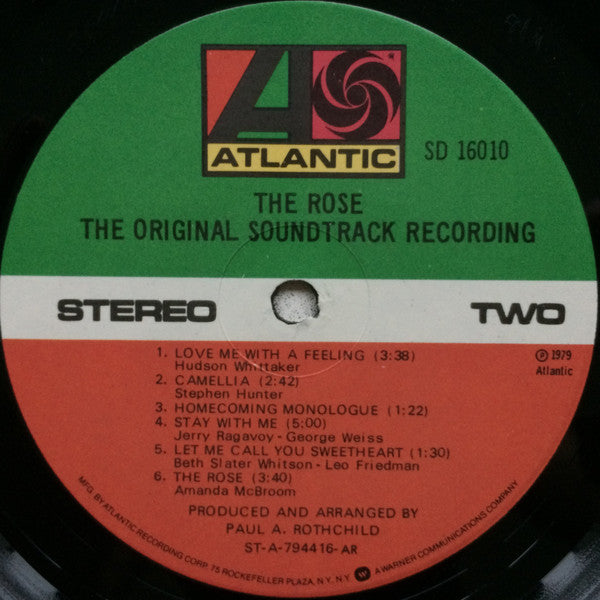 ATLANTIC
SD 16010
THE ROSE
THE ORIGINAL SOUNDTRACK RECORDING
STEREO TWO
1. LOVE ME WITH A FEELING (3:38)
Hudson Whittaker
2. CAMELLIA (2:42)
Stephen Hunter
3. HOMECOMING MONOLOGUE (1:22)
4. STAY WITH ME (5:00)
Jerry Ragavoy - George Weiss
5. LET ME CALL YOU SWEETHEART (1:30)
Beth Slater Whitson - Leo Friedman
6. THE ROSE (3:40)
Amanda McBroom
℗ 1979
Atlantic
PRODUCED AND ARRANGED BY
PAUL A. ROTHCHILD
ST-A-794416-AR
MFG. BY ATLANTIC RECORDING CORP. 75 ROCKEFELLER PLAZA, N.Y. N.Y. A WARNER COMMUNICATIONS COMPANY